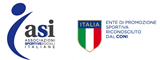 asi
ASSOCIAZIONI
SPORTIVE SOCIALI
ITALIANE
ITALIA
ENTE DI PROMOZIONE
SPORTIVA
RICONOSCIUTO
DAL CONI